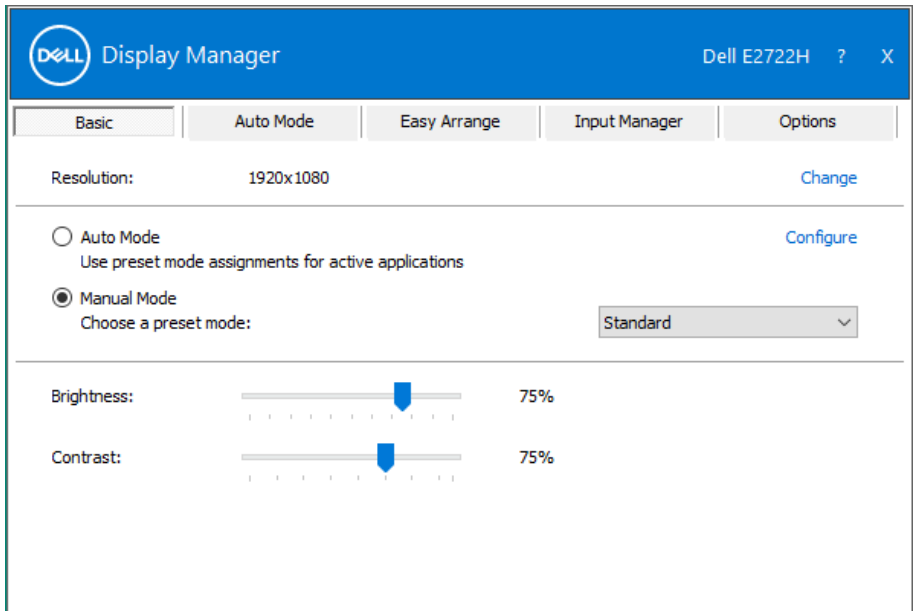 DELL Display Manager Dell E2722H ? X
Basic Auto Mode Easy Arrange Input Manager Options
Resolution: 1920x1080 Change
Auto Mode Configure
Use preset mode assignments for active applications
Manual Mode
Choose a preset mode: Standard
Brightness: 75%
Contrast: 75%